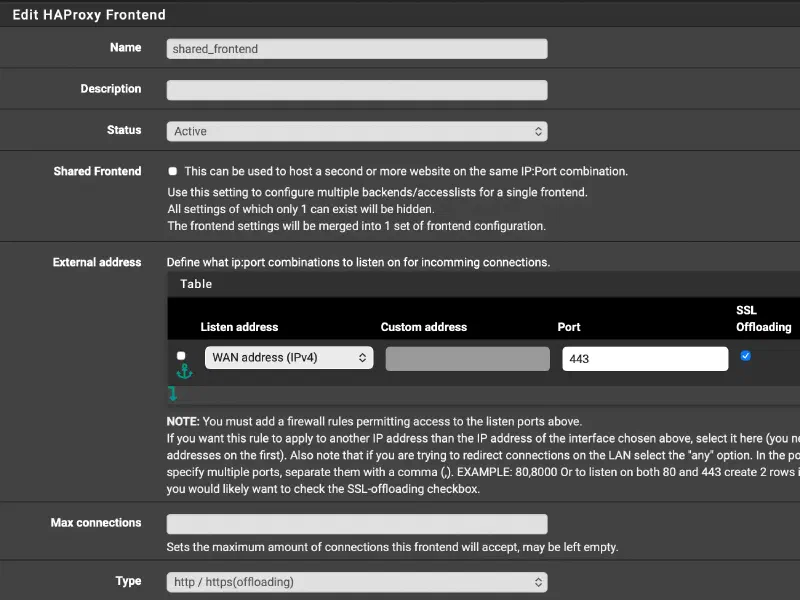 Edit HAProxy Frontend
Name
shared_frontend
Description
Status
Active
Shared Frontend
This can be used to host a second or more website on the same IP:Port combination.
Use this setting to configure multiple backends/accesslists for a single frontend.
All settings of which only 1 can exist will be hidden.
The frontend settings will be merged into 1 set of frontend configuration.
External address
Define what ip:port combinations to listen on for incomming connections.
Table
Listen address
Custom address
Port
SSL
Offloading
WAN address (IPv4)
443
NOTE: You must add a firewall rules permitting access to the listen ports above.
If you want this rule to apply to another IP address than the IP address of the interface chosen above, select it here (you
addresses on the first). Also note that if you are trying to redirect connections on the LAN select the "any" option. In the
specify multiple ports, separate them with a comma (,). EXAMPLE: 80,8000 Or to listen on both 80 and 443 create 2 rows
you would likely want to check the SSL-offloading checkbox.
Max connections
Sets the maximum amount of connections this frontend will accept, may be left empty.
Type
http / https(offloading)